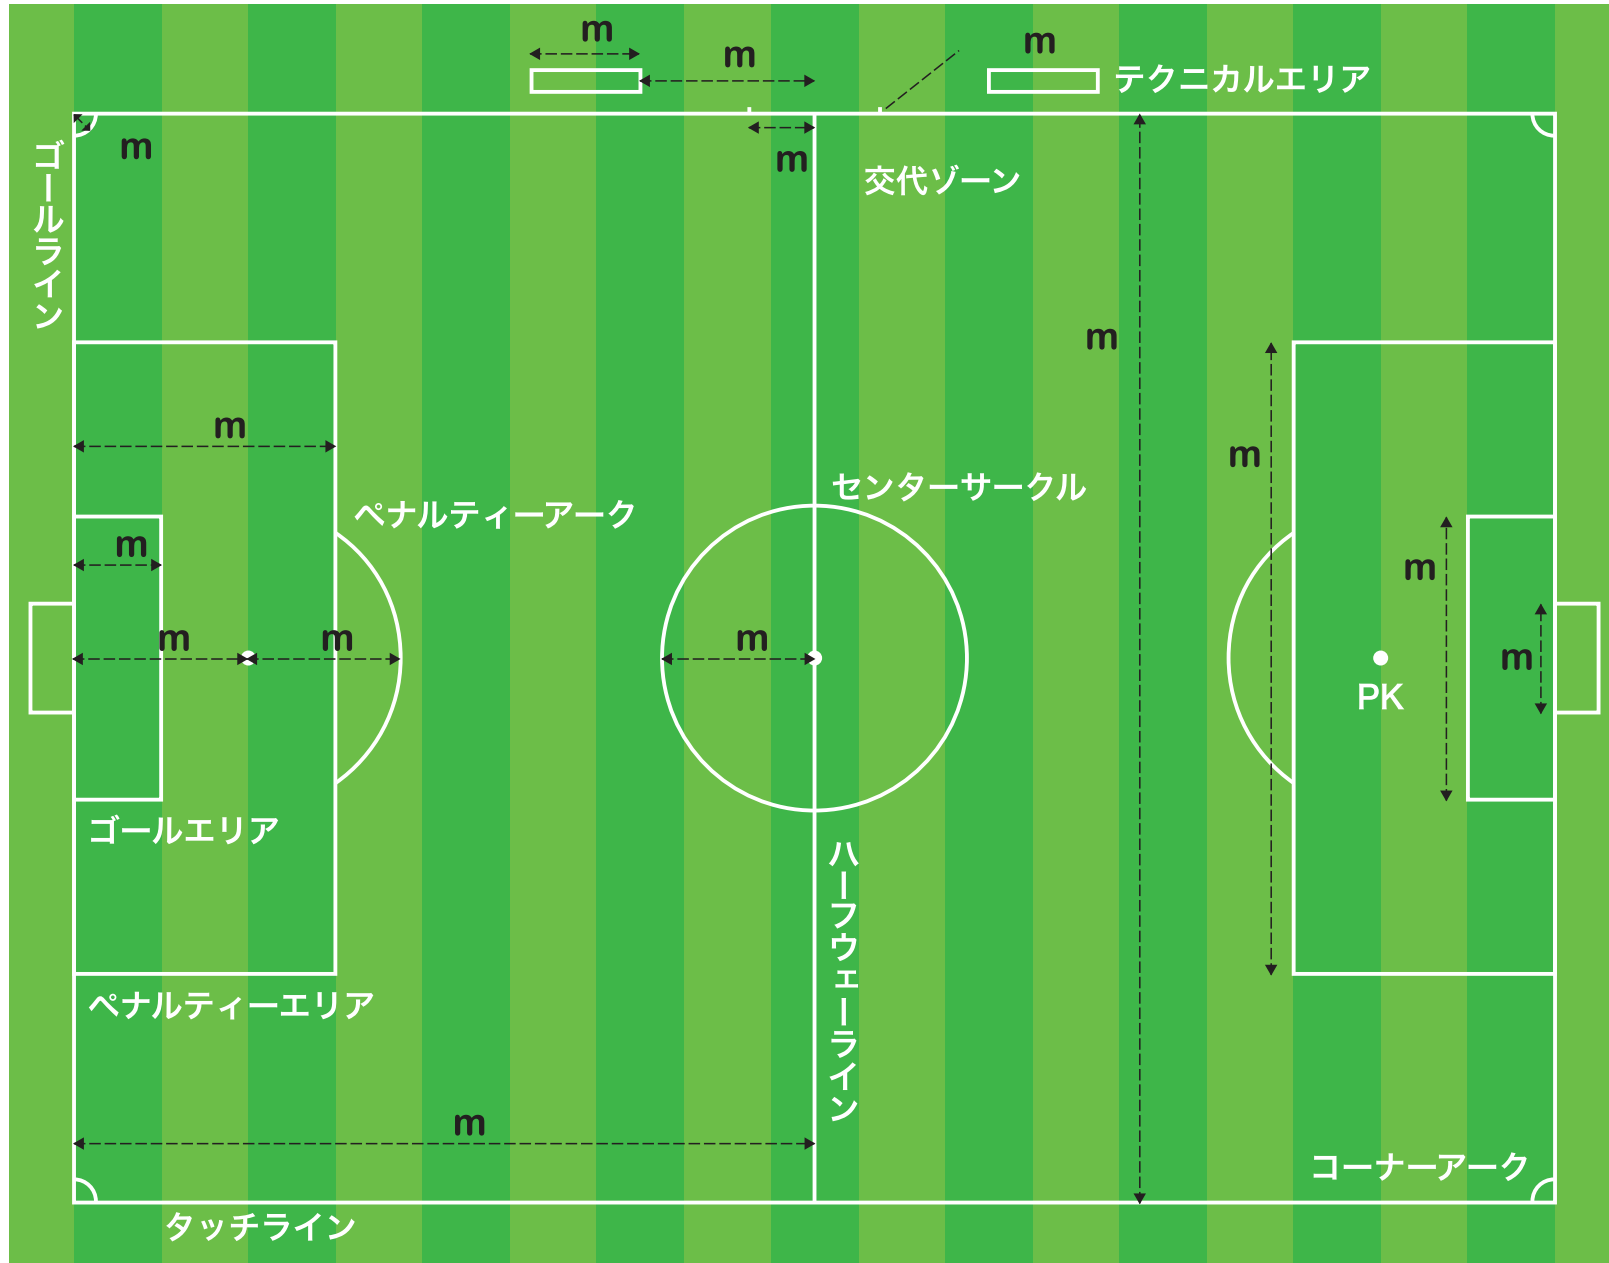 m
m
m
テクニカルエリア
m
m
交代ゾーン
ゴールライン
m
m
m
センターサークル
ペナルティーアーク
m
m
m
m
m
m
PK
ゴールエリア
ハーフウェーライン
ペナルティーエリア
m
コーナーアーク
タッチライン